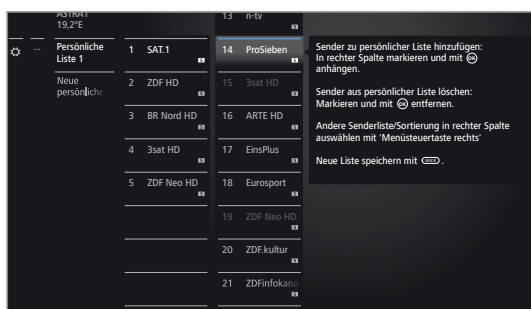 ASTRA1
19,2°E
...
Persönliche
Liste 1
Neue
persönliche
1 SAT.1
S
2 ZDF HD
S
3 BR Nord HD
S
4 3sat HD
S
5 ZDF Neo HD
S
13 n-tv
S
14 ProSieben
S
15 3sat HD
S
16 ARTE HD
S
17 EinsPlus
S
18 Eurosport
S
19 ZDF Neo HD
S
20 ZDF.kultur
S
21 ZDFinfokana
S
Sender zu persönlicher Liste hinzufügen:
In rechter Spalte markieren und mit OK
anhängen.
Sender aus persönlicher Liste löschen:
Markieren und mit OK entfernen.
Andere Senderliste/Sortierung in rechter Spalte
auswählen mit 'Menüsteuertaste rechts'
Neue Liste speichern mit BACK .